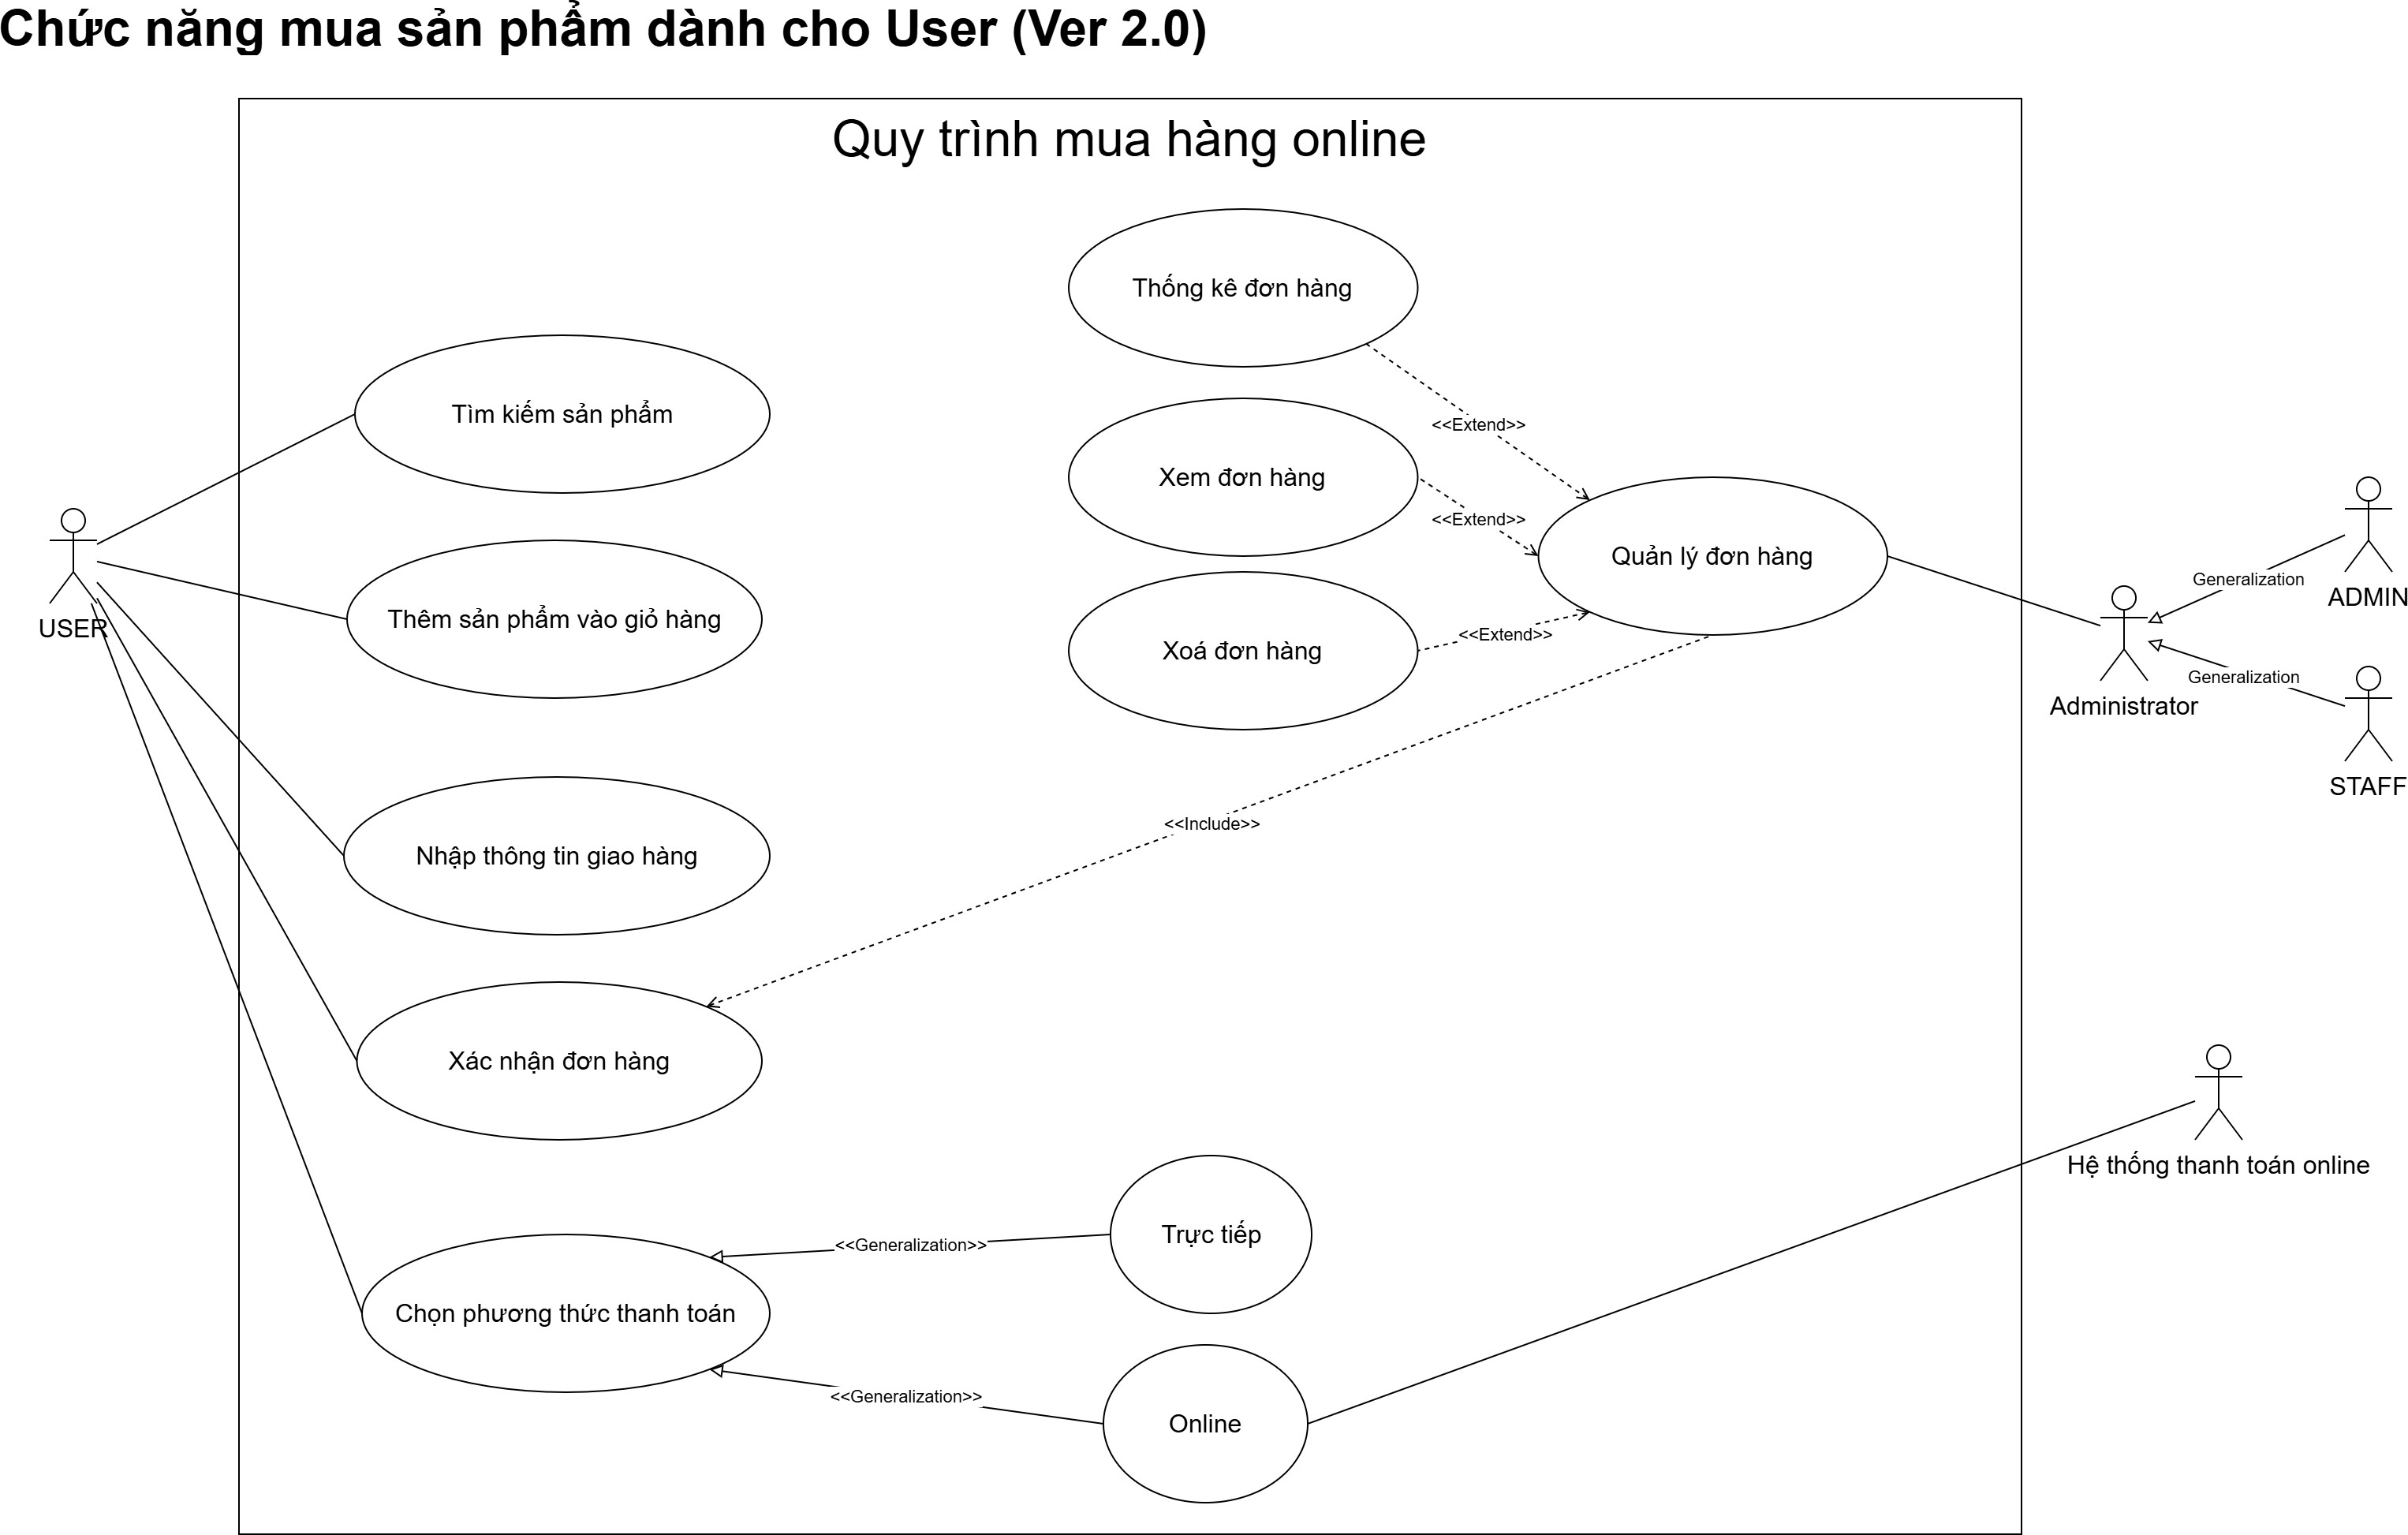 Chức năng mua sản phẩm dành cho User (Ver 2.0)
Quy trình mua hàng online
Thống kê đơn hàng
Tìm kiếm sản phẩm
<<Extend>>
Xem đơn hàng
<<Extend>>
Quản lý đơn hàng
Generalization
ADMIN
USER
Thêm sản phẩm vào giỏ hàng
<<Extend>>
Xoá đơn hàng
Generalization
Administrator
STAFF
<<Include>>
Nhập thông tin giao hàng
Xác nhận đơn hàng
Hệ thống thanh toán online
Trực tiếp
<<Generalization>>
Chọn phương thức thanh toán
<<Generalization>>
Online